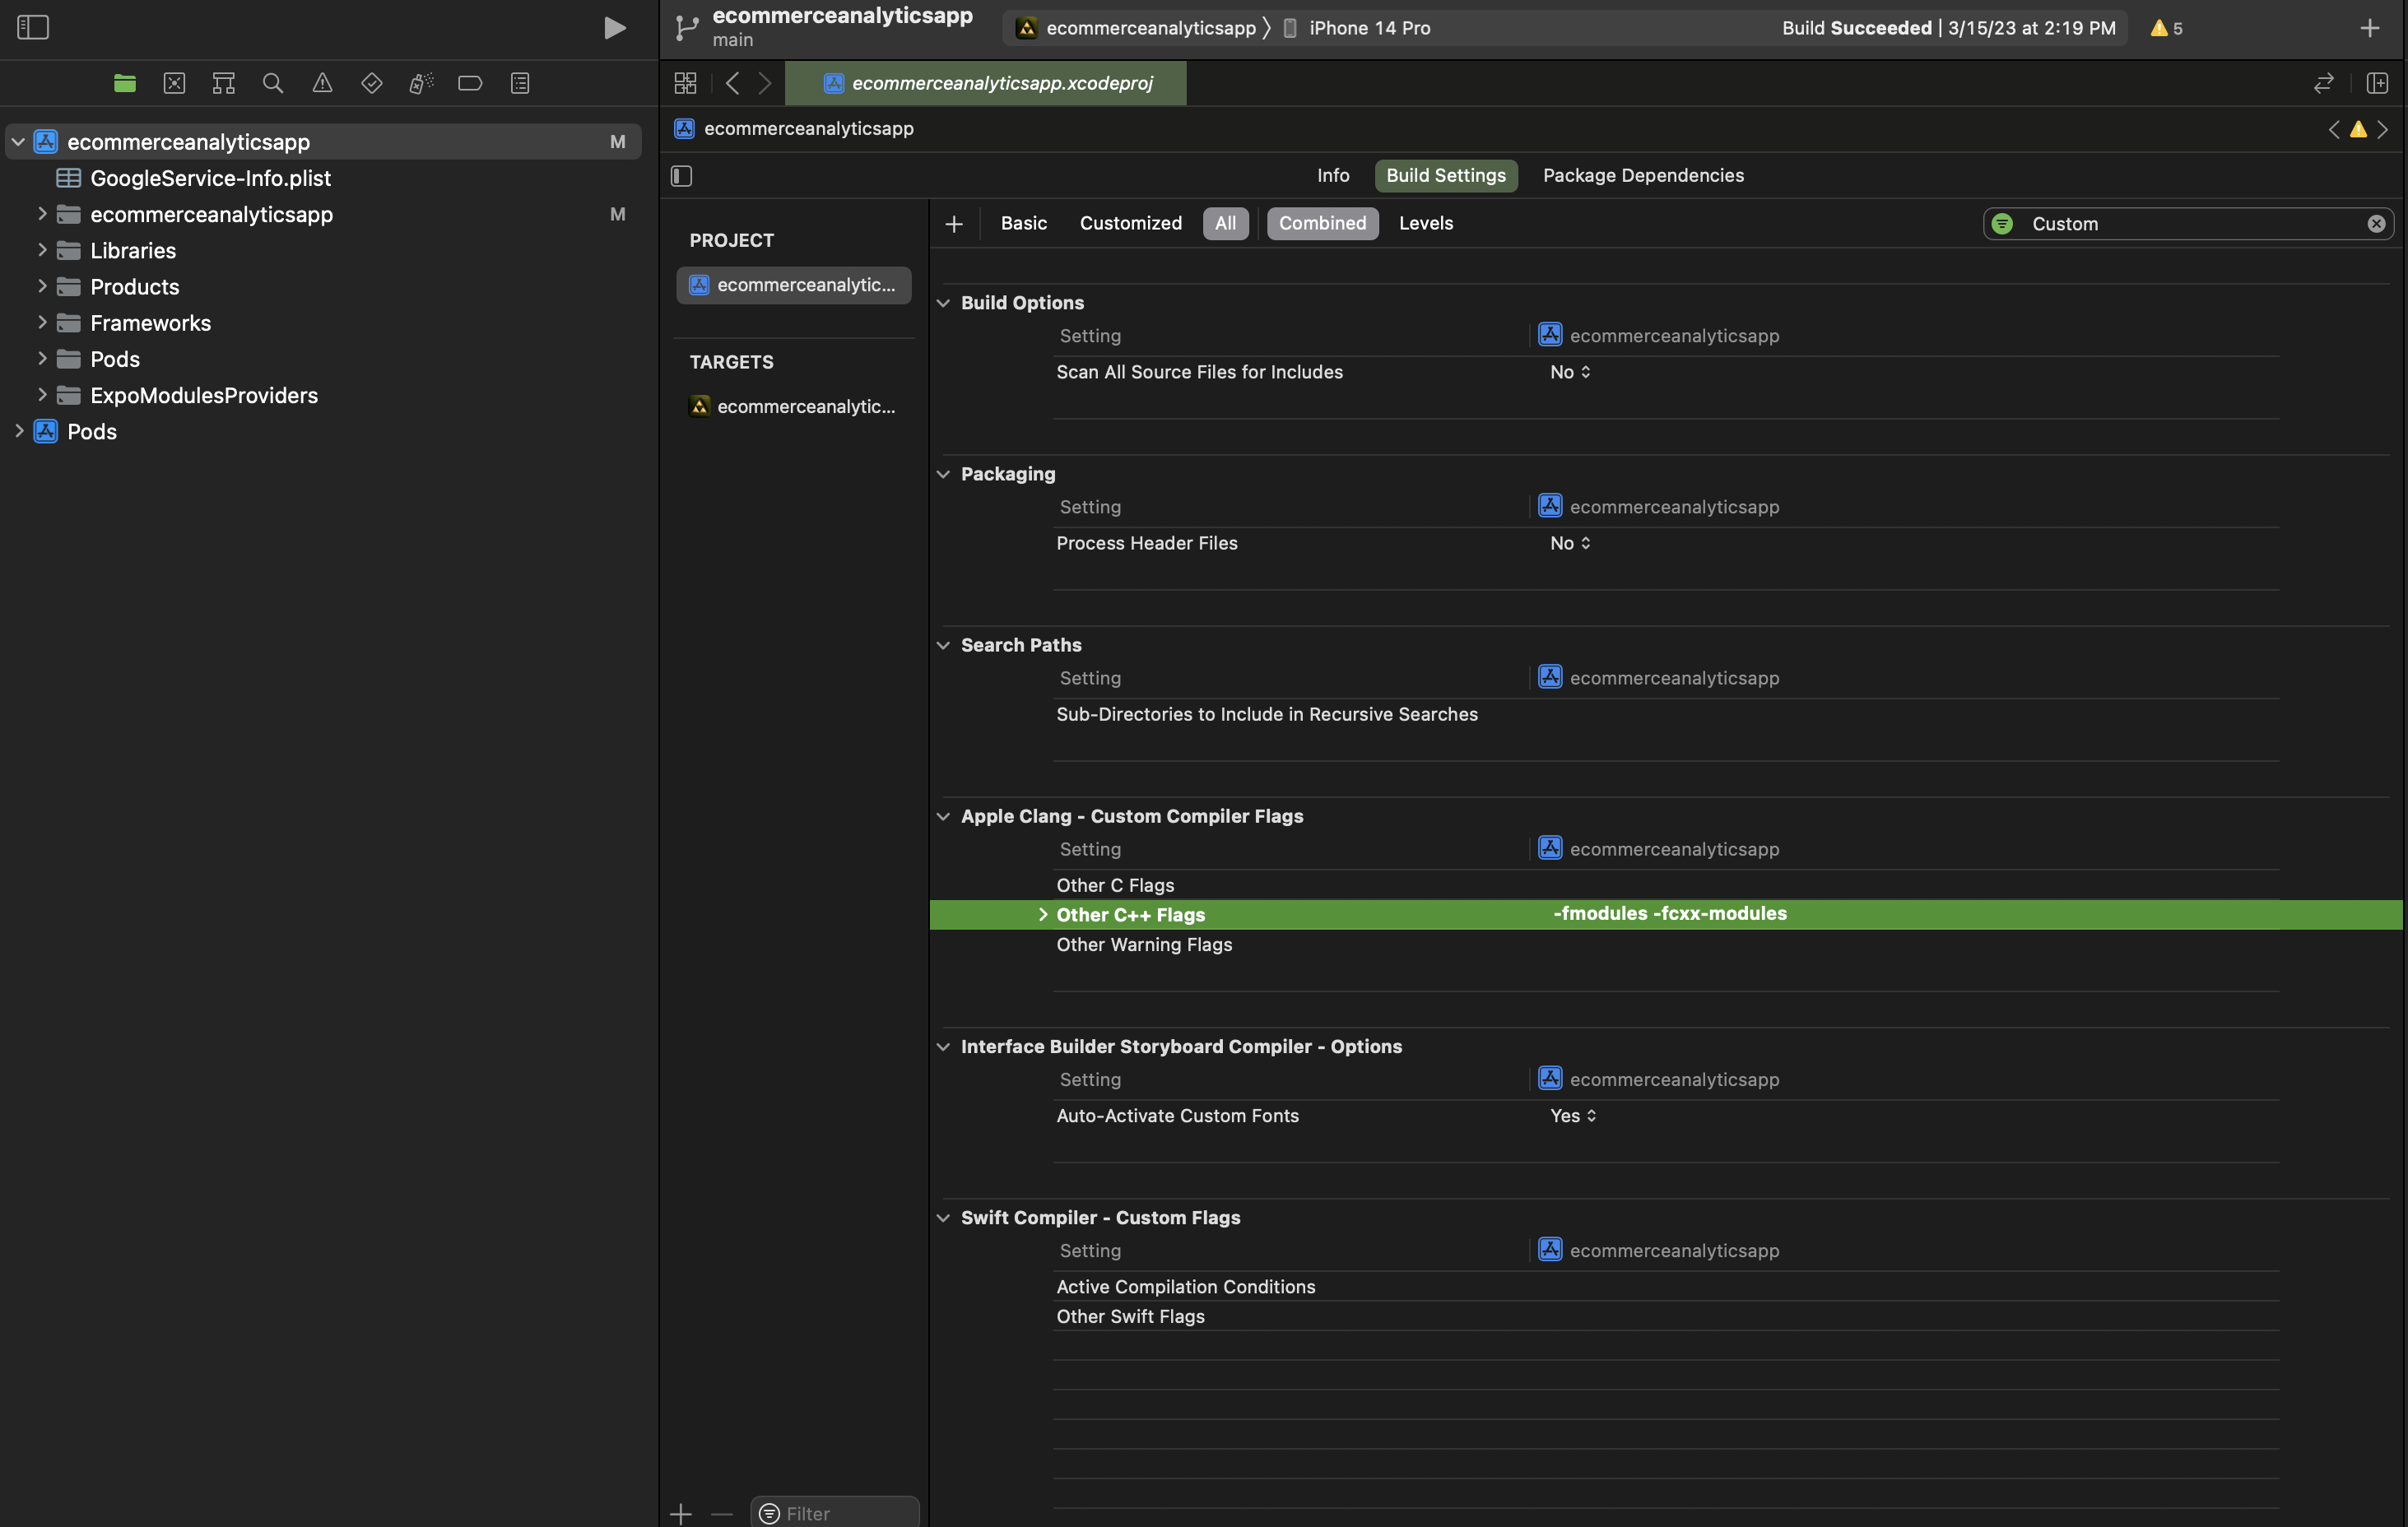 ecommerceanalyticsapp
main
ecommerceanalyticsapp
iPhone 14 Pro
Build Succeeded | 3/15/23 at 2:19 PM
5
ecommerceanalyticsapp.xcodeproj
ecommerceanalyticsapp
ecommerceanalyticsapp M
GoogleService-Info.plist
ecommerceanalyticsapp M
Libraries
Products
Frameworks
Pods
ExpoModulesProviders
Pods
Info
Build Settings
Package Dependencies
PROJECT
ecommerceanalytic...
TARGETS
ecommerceanalytic...
Filter
Basic
Customized
All
Combined
Levels
Custom
Build Options
Setting ecommerceanalyticsapp
Scan All Source Files for Includes No
Packaging
Setting ecommerceanalyticsapp
Process Header Files No
Search Paths
Setting ecommerceanalyticsapp
Sub-Directories to Include in Recursive Searches
Apple Clang - Custom Compiler Flags
Setting ecommerceanalyticsapp
Other C Flags
Other C++ Flags -fmodules -fcxx-modules
Other Warning Flags
Interface Builder Storyboard Compiler - Options
Setting ecommerceanalyticsapp
Auto-Activate Custom Fonts Yes
Swift Compiler - Custom Flags
Setting ecommerceanalyticsapp
Active Compilation Conditions
Other Swift Flags